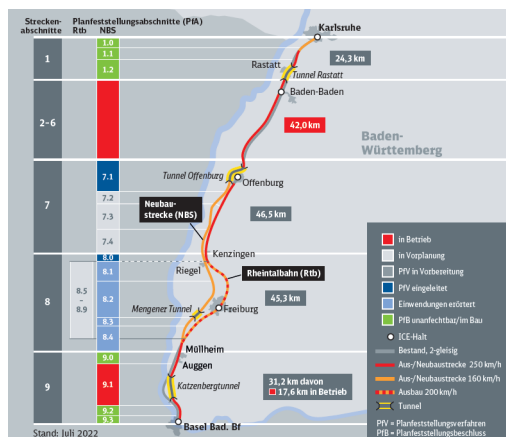 Strecken-
abschnitte
Planfeststellungsabschnitte (PfA)
Rtb
NBS
1
1.0
1.1
1.2
2–6
7
7.1
7.2
7.3
7.4
8
8.5
–
8.9
8.0
8.1
8.2
8.3
8.4
9
9.0
9.1
9.2
9.3
Stand: Juli 2022
Karlsruhe
24,3 km
Rastatt
Tunnel Rastatt
Baden-Baden
42,0 km
Baden-
Württemberg
Tunnel Offenburg
Offenburg
Neubau-
strecke (NBS)
46,5 km
Kenzingen
Riegel
Rheintalbahn (Rtb)
45,3 km
Mengener Tunnel
Freiburg
Müllheim
Auggen
31,2 km davon
17,6 km in Betrieb
Katzenbergtunnel
Basel Bad. Bf
in Betrieb
in Vorplanung
PfV in Vorbereitung
PfV eingeleitet
Einwendungen erörtert
PfB unanfechtbar/im Bau
ICE-Halt
Bestand, 2-gleisig
Aus-/Neubaustrecke 250 km/h
Aus-/Neubaustrecke 160 km/h
Ausbau 200 km/h
Tunnel
PfV = Planfeststellungsverfahren
PfB = Planfeststellungsbeschluss